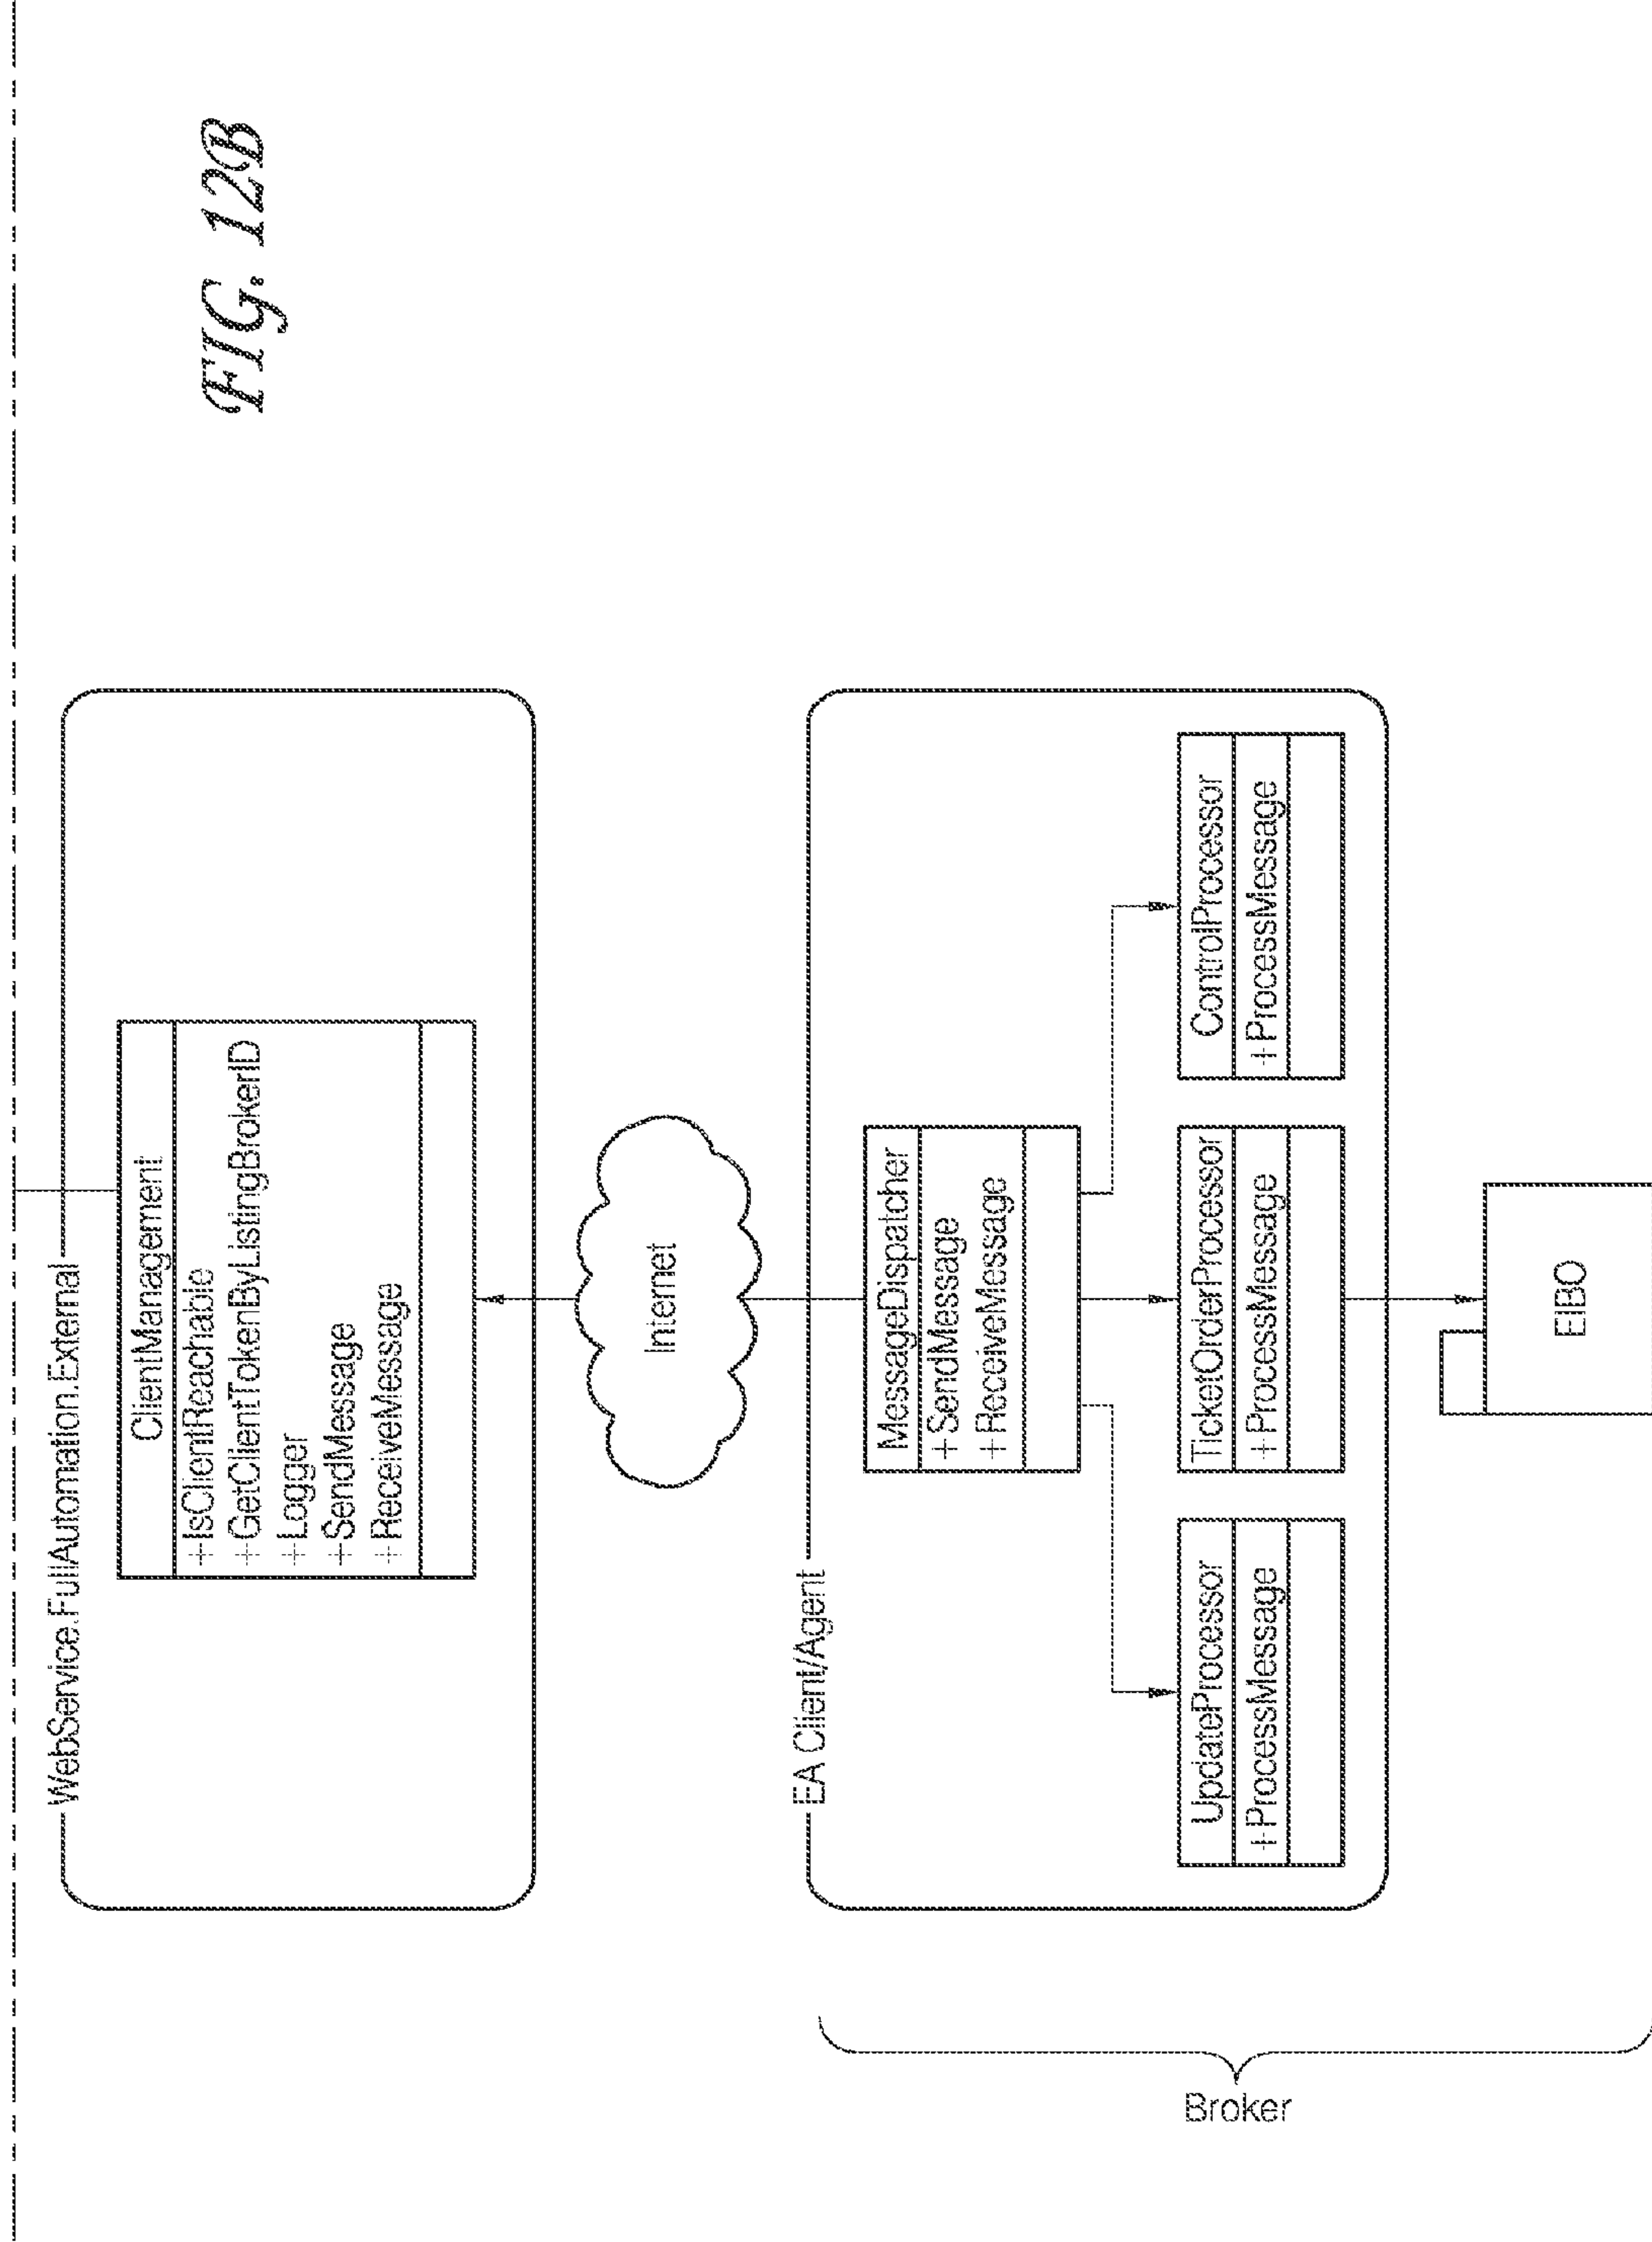 FIG. 12B
WebService.FullAutomation.External
ClientManagement
+IsClientReachable
+GetClientTokenByListingBrokerID
+Logger
+SendMessage
+ReceiveMessage
Internet
EA Client/Agent
MessageDispatcher
+SendMessage
+ReceiveMessage
UpdateProcessor
+ProcessMessage
TicketOrderProcessor
+ProcessMessage
ControlProcessor
+ProcessMessage
EIBO
Broker